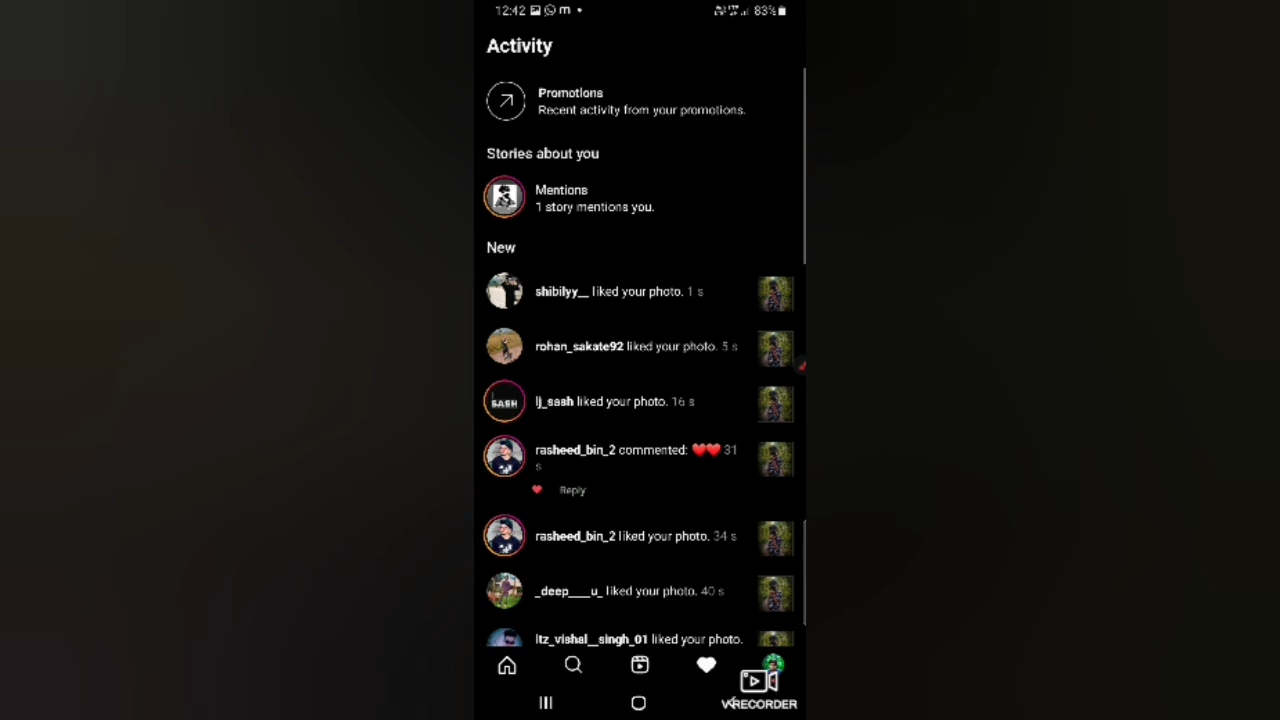 12:42 83%
Activity
Promotions
Recent activity from your promotions.
Stories about you
Mentions
1 story mentions you.
New
shibilyy__ liked your photo. 1 s
rohan_sakate92 liked your photo. 5 s
SASH
lj_sash liked your photo. 16 s
rasheed_bin_2 commented: ❤️❤️ 31
s
Reply
rasheed_bin_2 liked your photo. 34 s
_deep___u_ liked your photo. 40 s
Itz_vishal__singh_01 liked your photo.
VRECORDER